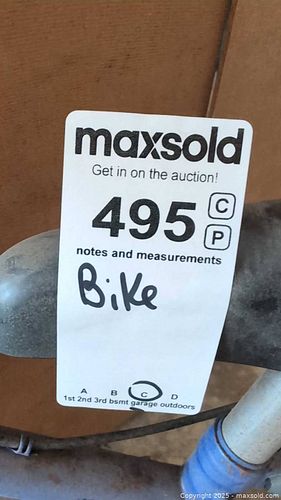 maxsold
Get in on the auction!
495 C
P
notes and measurements
Bike
A B C D
1st 2nd 3rd bsmt garage outdoors
Copyright © 2025 - maxsold.com